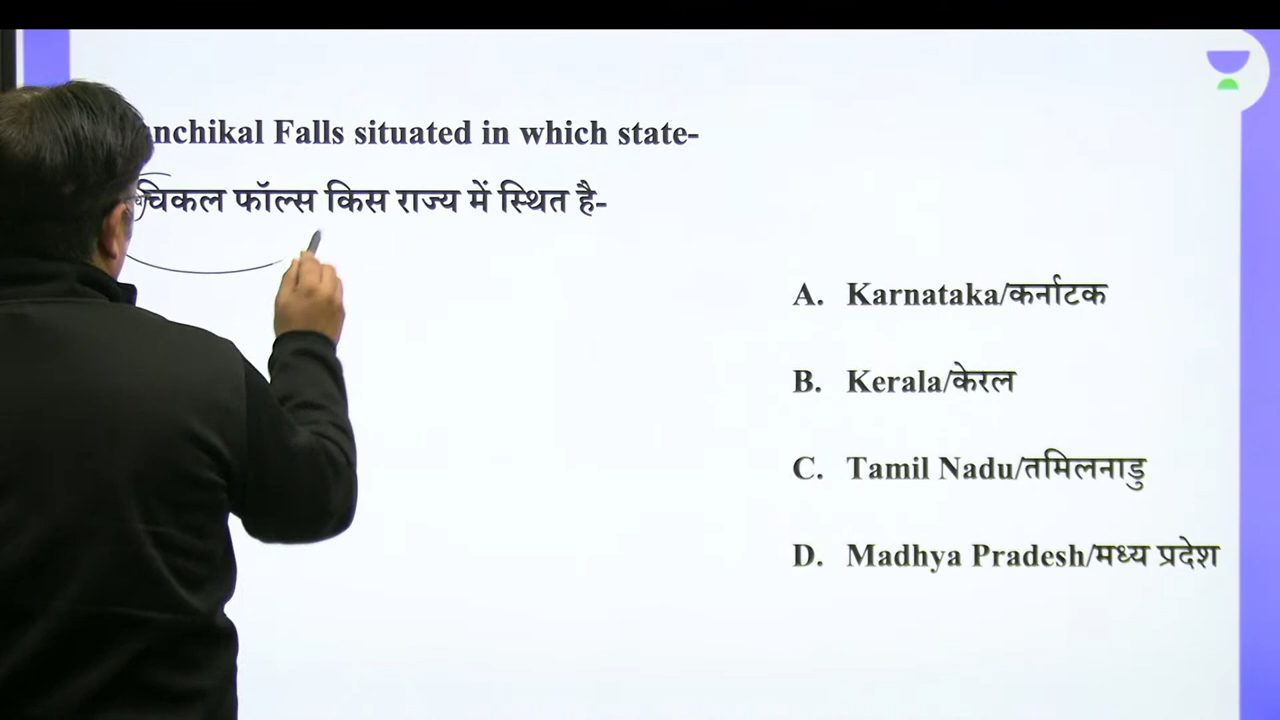 nchikal Falls situated in which state-
चिकल फॉल्स किस राज्य में स्थित है-
A. Karnataka/कर्नाटक
B. Kerala/केरल
C. Tamil Nadu/तमिलनाडु
D. Madhya Pradesh/मध्य प्रदेश